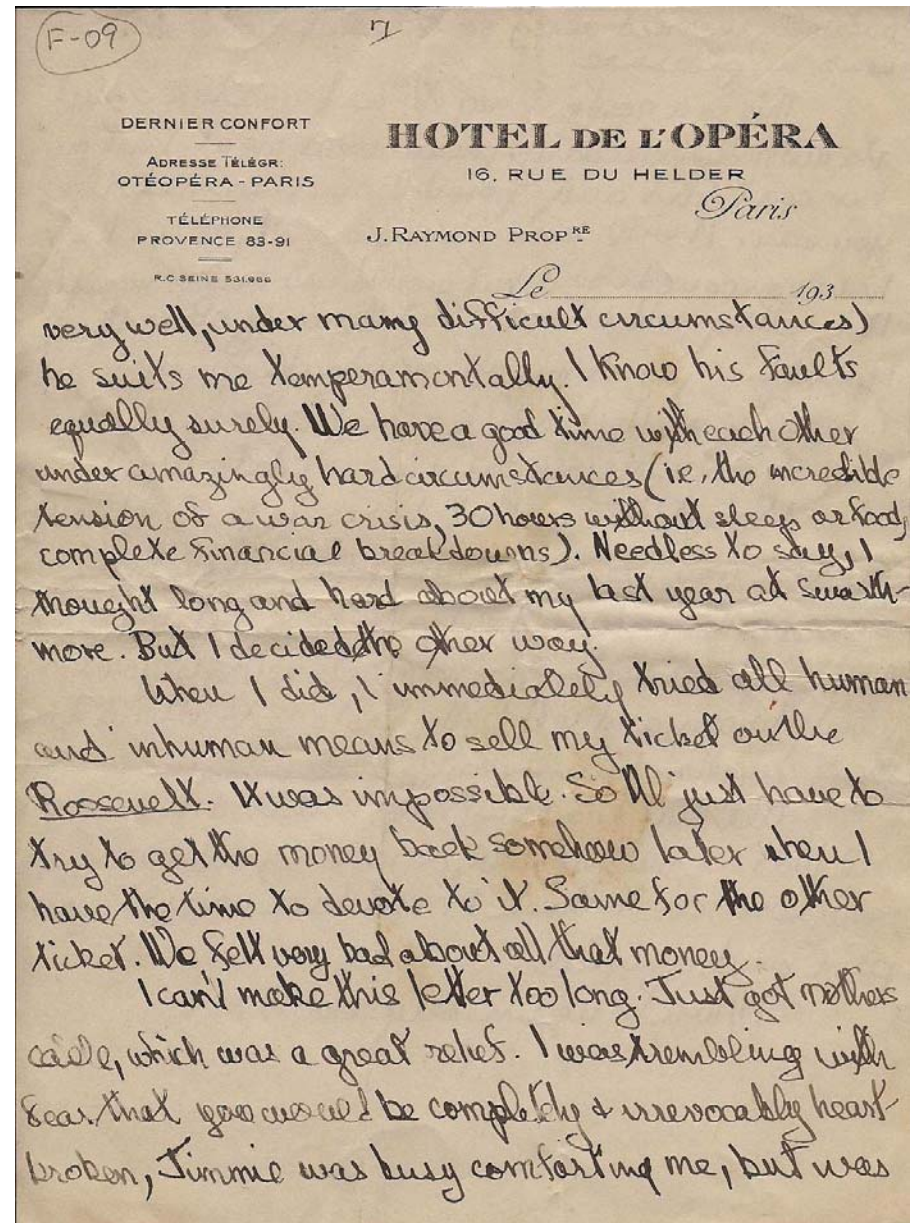 F-09
7
DERNIER CONFORT
ADRESSE TÉLÉGR:
OTÉOPÉRA - PARIS
TÉLÉPHONE
PROVENCE 83-91
R.C. SEINE 531.966
HOTEL DE L'OPÉRA
16, RUE DU HELDER
Paris
J. RAYMOND PROPRE
Le 193
very well, under many difficult circumstances)
he suits me temperamentally. I know his faults
equally surely. We have a good time with each other
under amazingly hard circumstances (i.e, the incredible
tension of a war crisis, 30 hours without sleep or food,
complete financial breakdowns). Needless to say, I
thought long and hard about my last year at Swarth-
more. But I decided the other way.
When I did, I immediately tried all human
and inhuman means to sell my ticket on the
Roosevelt. It was impossible. So I'll just have to
try to get the money back somehow later when I
have the time to devote to it. Same for the other
ticket. We felt very bad about all that money.
I can't make this letter too long. Just got mothers
cable, which was a great relief. I was trembling with
fear that you would be completely & irrevocably heart-
broken, Jimmie was busy comforting me, but was